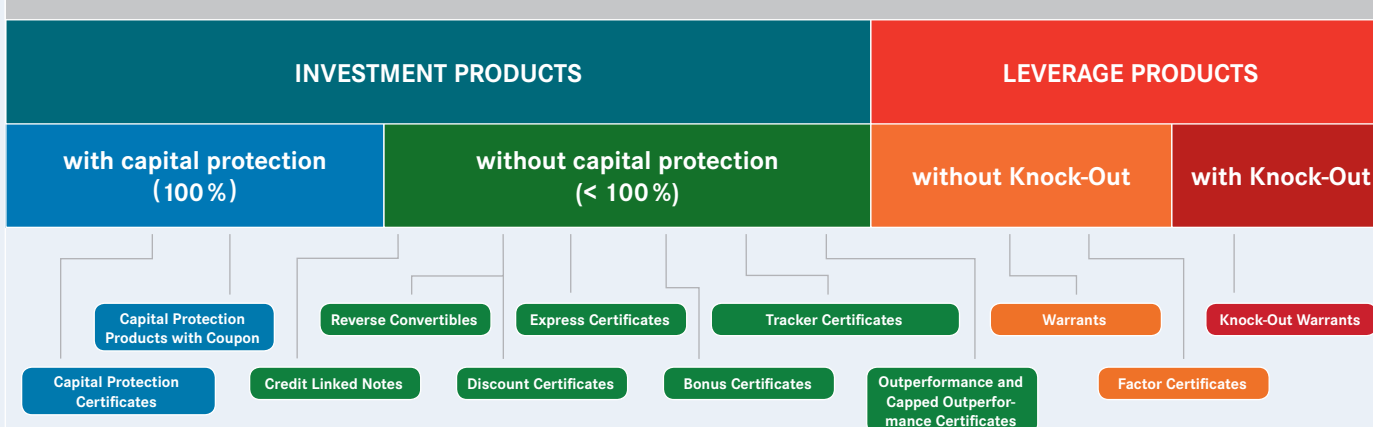 INVESTMENT PRODUCTS
LEVERAGE PRODUCTS
with capital protection
(100 %)
without capital protection
(< 100 %)
without Knock-Out
with Knock-Out
Capital Protection
Products with Coupon
Reverse Convertibles
Express Certificates
Tracker Certificates
Warrants
Knock-Out Warrants
Capital Protection
Certificates
Credit Linked Notes
Discount Certificates
Bonus Certificates
Outperformance and
Capped Outperfor-
mance Certificates
Factor Certificates